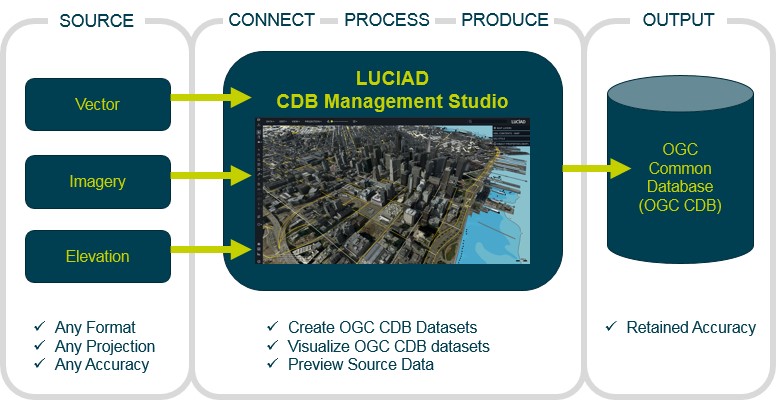 SOURCE
CONNECT PROCESS PRODUCE
OUTPUT
Vector
Imagery
Elevation
LUCIAD
CDB Management Studio
LUCIAD
OGC
Common
Database
(OGC CDB)
✓ Any Format
✓ Any Projection
✓ Any Accuracy
✓ Create OGC CDB Datasets
✓ Visualize OGC CDB datasets
✓ Preview Source Data
✓ Retained Accuracy